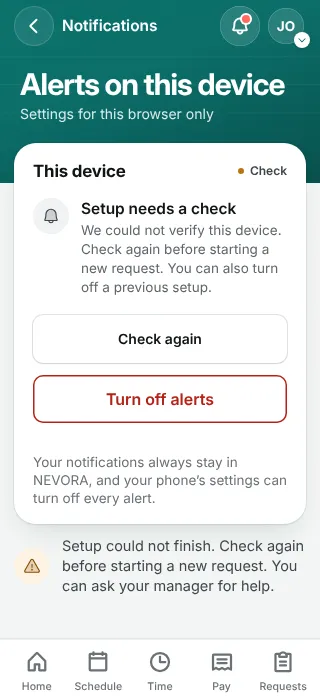 Notifications
JO
Alerts on this device
Settings for this browser only
This device
Check
Setup needs a check
We could not verify this device.
Check again before starting a
new request. You can also turn
off a previous setup.
Check again
Turn off alerts
Your notifications always stay in
NEVORA, and your phone’s settings can
turn off every alert.
Setup could not finish. Check again
before starting a new request. You
can ask your manager for help.
Home
Schedule
Time
Pay
Requests